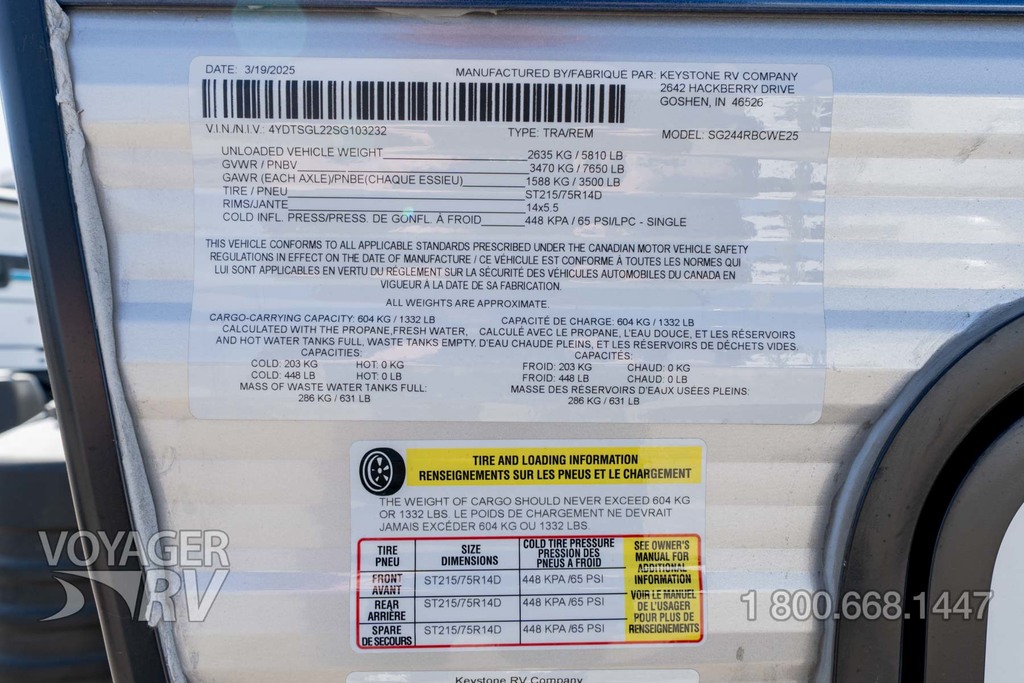 DATE: 3/19/2025 MANUFACTURED BY/FABRIQUE PAR: KEYSTONE RV COMPANY
2642 HACKBERRY DRIVE
GOSHEN, IN 46526
V.I.N./N.I.V.: 4YDTSGL22SG103232 TYPE: TRA/REM MODEL: SG244RBCWE25
UNLOADED VEHICLE WEIGHT 2635 KG / 5810 LB
GVWR / PNBV 3470 KG / 7650 LB
GAWR (EACH AXLE)/PNBE(CHAQUE ESSIEU) 1588 KG / 3500 LB
TIRE / PNEU ST215/75R14D
RIMS/JANTE 14x5.5
COLD INFL. PRESS/PRESS. DE GONFL. À FROID 448 KPA / 65 PSI/LPC - SINGLE
THIS VEHICLE CONFORMS TO ALL APPLICABLE STANDARDS PRESCRIBED UNDER THE CANADIAN MOTOR VEHICLE SAFETY
REGULATIONS IN EFFECT ON THE DATE OF MANUFACTURE / CE VÉHICULE EST CONFORME À TOUTES LES NORMES QUI
LUI SONT APPLICABLES EN VERTU DU RÉGLEMENT SUR LA SÉCURITÉ DES VÉHICULES AUTOMOBILES DU CANADA EN
VIGUEUR À LA DATE DE SA FABRICATION.
ALL WEIGHTS ARE APPROXIMATE.
CARGO-CARRYING CAPACITY: 604 KG / 1332 LB CAPACITÉ DE CHARGE: 604 KG / 1332 LB
CALCULATED WITH THE PROPANE, FRESH WATER, CALCULÉ AVEC LE PROPANE, L'EAU DOUCE, ET LES RÉSERVOIRS
AND HOT WATER TANKS FULL, WASTE TANKS EMPTY. D'EAU CHAUDE PLEINS, ET LES RÉSERVOIRS DE DÉCHETS VIDES.
CAPACITIES: CAPACITÉS:
COLD: 203 KG HOT: 0 KG FROID: 203 KG CHAUD: 0 KG
COLD: 448 LB HOT: 0 LB FROID: 448 LB CHAUD: 0 LB
MASS OF WASTE WATER TANKS FULL: MASSE DES RÉSERVOIRS D'EAUX USÉES PLEINS:
286 KG / 631 LB 286 KG / 631 LB
TIRE AND LOADING INFORMATION
RENSEIGNEMENTS SUR LES PNEUS ET LE CHARGEMENT
THE WEIGHT OF CARGO SHOULD NEVER EXCEED 604 KG
OR 1332 LBS. LE POIDS DE CHARGEMENT NE DEVRAIT
JAMAIS EXCÉDER 604 KG OU 1332 LBS.
TIRE PNEU SIZE DIMENSIONS COLD TIRE PRESSURE PRESSION DES PNEUS A FROID
FRONT AVANT ST215/75R14D 448 KPA /65 PSI
REAR ARRIÈRE ST215/75R14D 448 KPA /65 PSI
SPARE DE SECOURS ST215/75R14D 448 KPA /65 PSI
SEE OWNER'S
MANUAL FOR
ADDITIONAL
INFORMATION
VOIR LE MANUEL
DE L'USAGER
POUR PLUS DE
RENSEIGNEMENTS
Keystone RV Company
VOYAGER
RV
1 800.668.1447